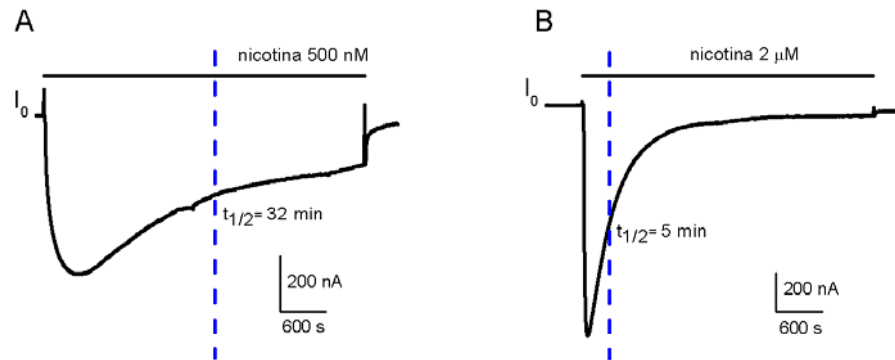 A
nicotina 500 nM
I0
t1/2= 32 min
200 nA
600 s
B
nicotina 2 μM
I0
t1/2= 5 min
200 nA
600 s